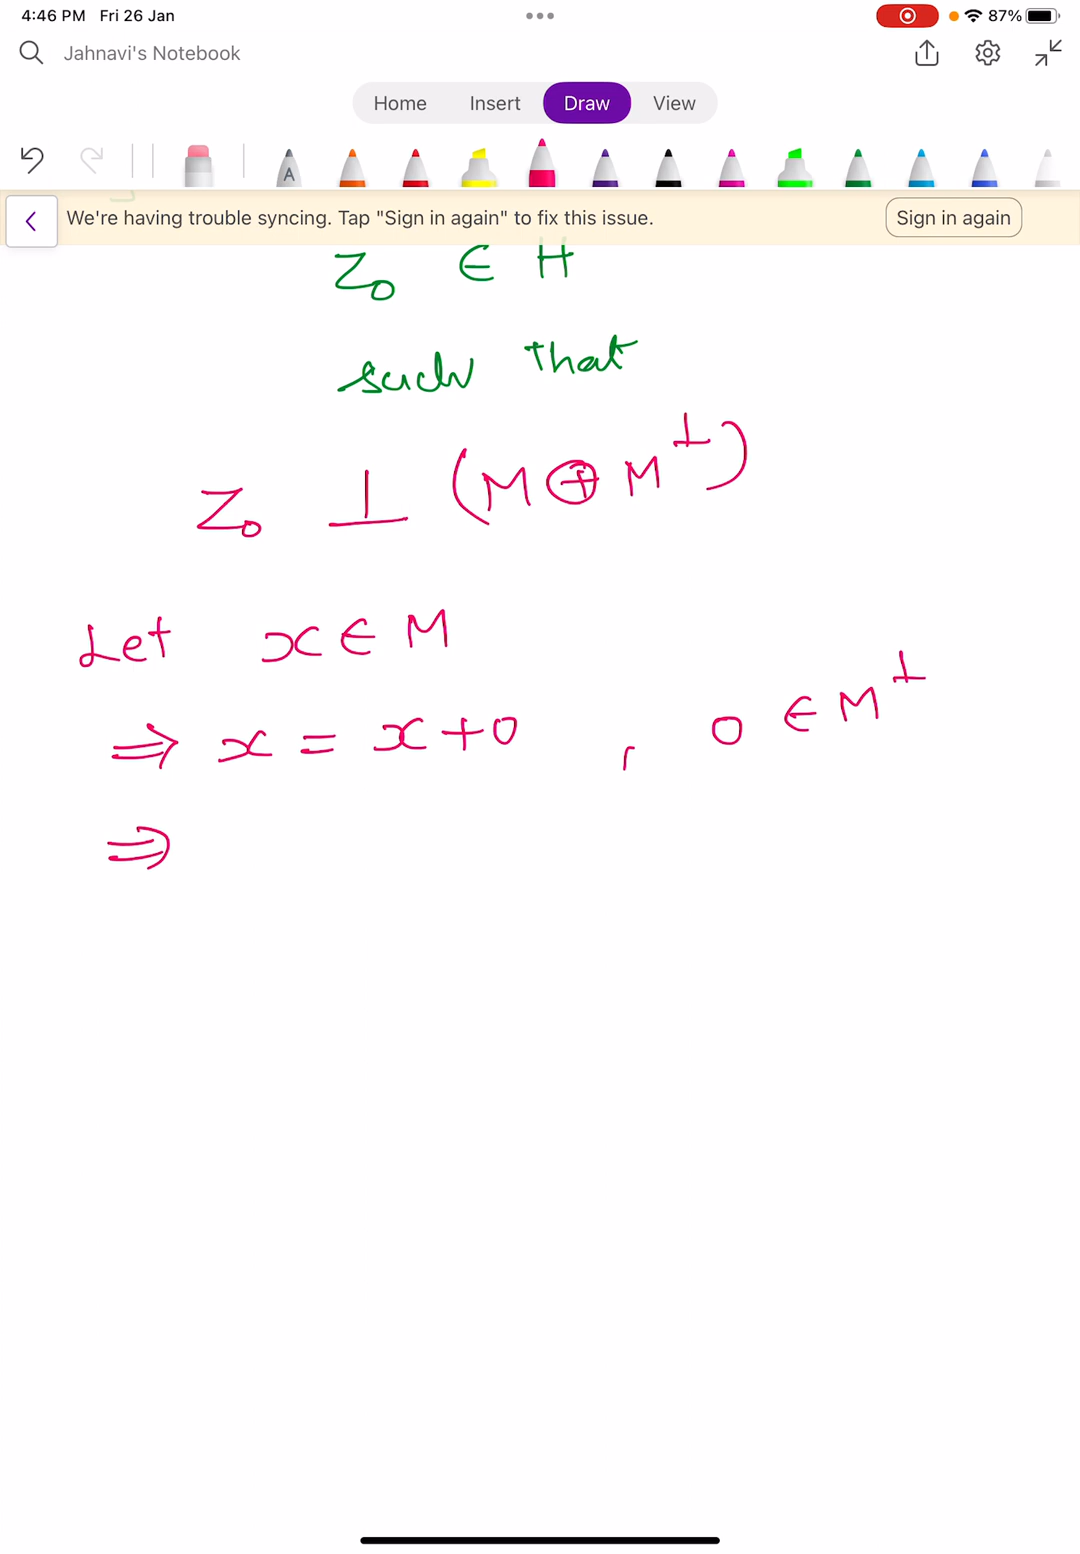 4:46 PM Fri 26 Jan
87%
Jahnavi's Notebook
Home Insert Draw View
A
We're having trouble syncing. Tap "Sign in again" to fix this issue. Sign in again
Z₀ ∈ H
such that
Z₀ ⊥ (M ⊕ M^⊥)
Let x ∈ M
⇒ x = x + 0 , 0 ∈ M^⊥
⇒